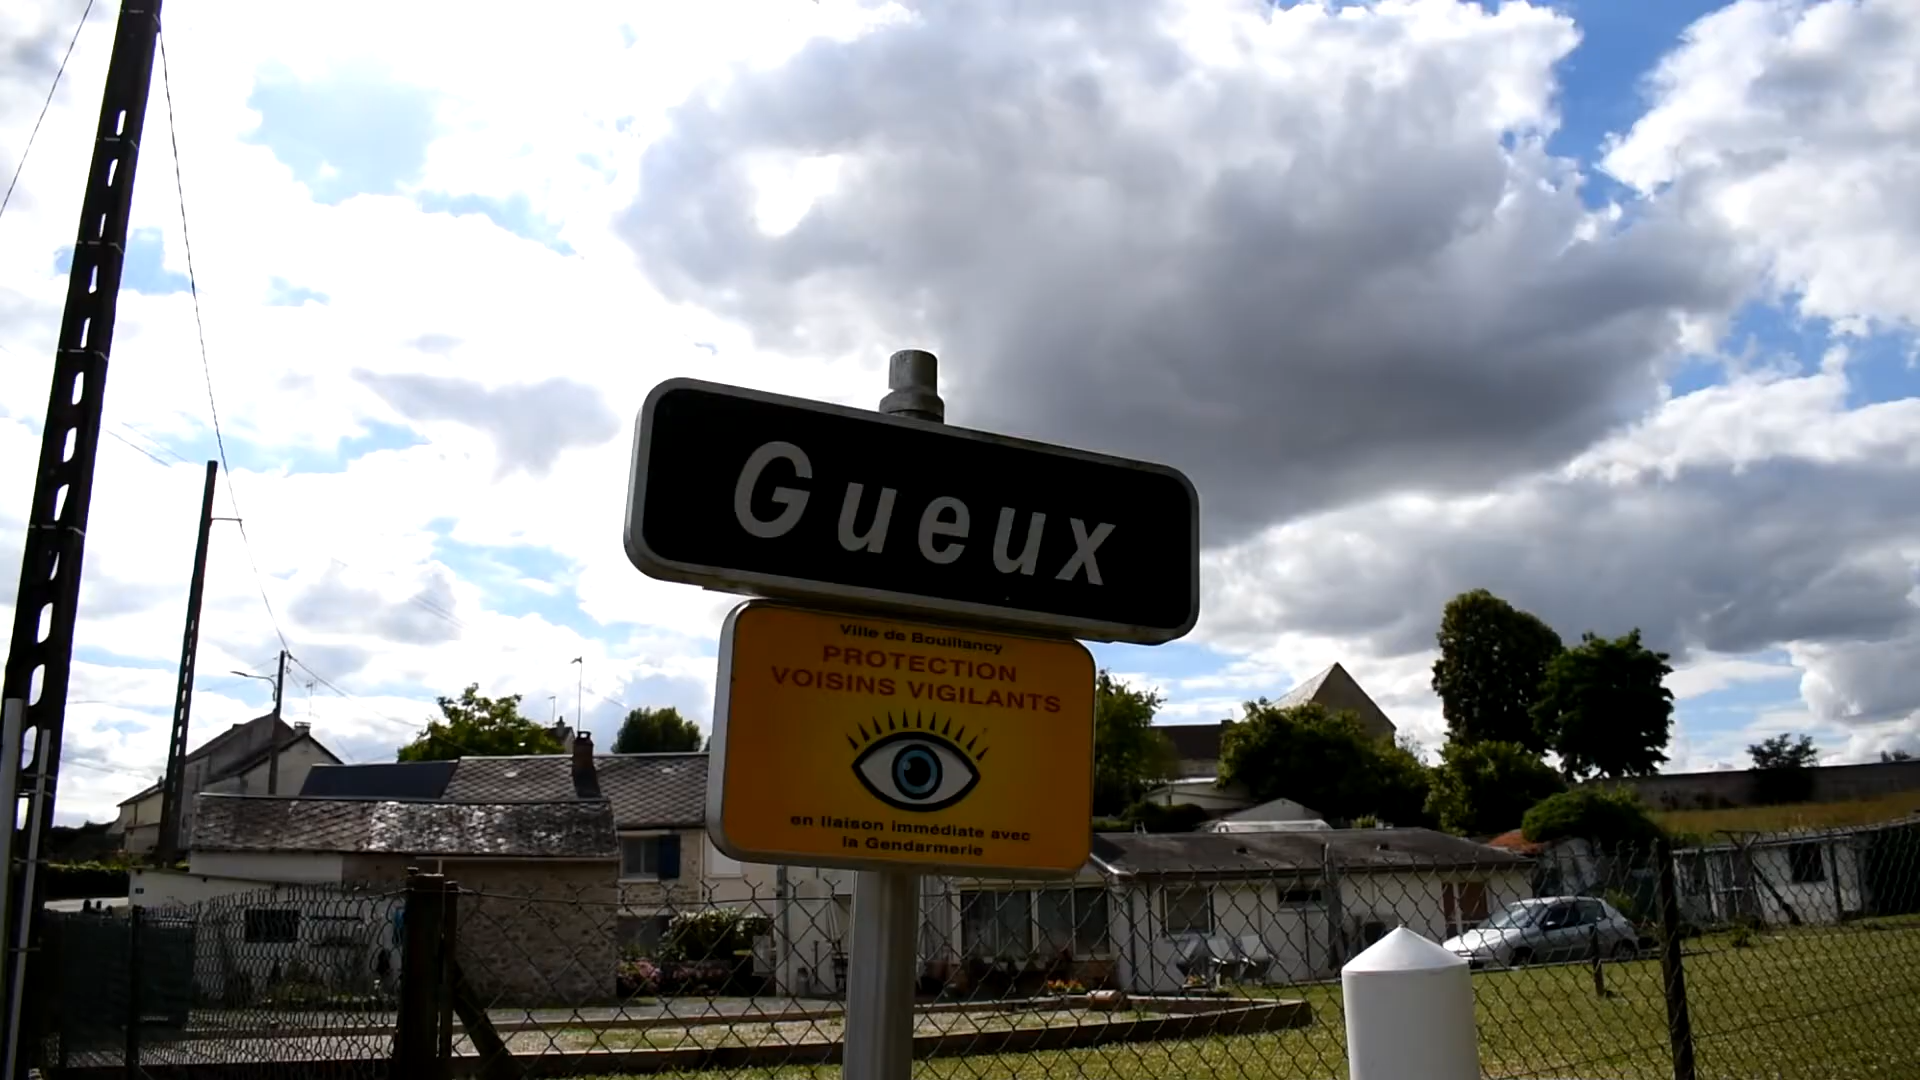 Gueux
Ville de Bouillancy
PROTECTION
VOISINS VIGILANTS
en liaison immédiate avec
la Gendarmerie